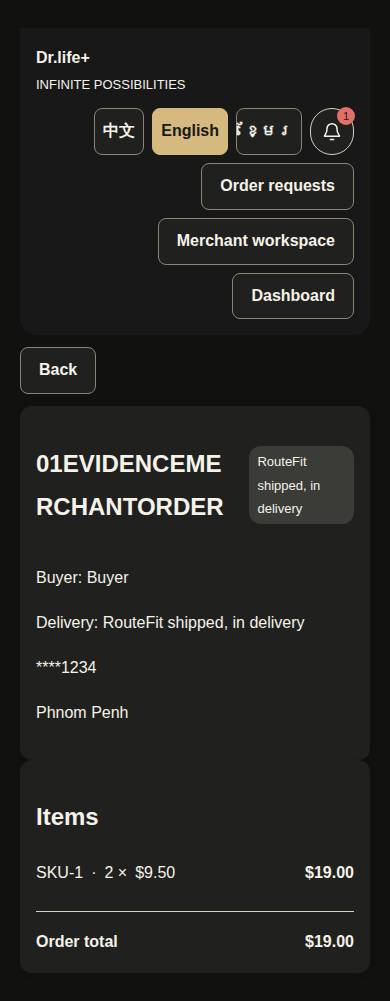 Dr.life+
INFINITE POSSIBILITIES
中文
English
ខ្មែរ
1
Order requests
Merchant workspace
Dashboard
Back
01EVIDENCEME
RCHANTORDER
RouteFit
shipped, in
delivery
Buyer: Buyer
Delivery: RouteFit shipped, in delivery
****1234
Phnom Penh
Items
SKU-1 · 2 × $9.50 $19.00
Order total $19.00